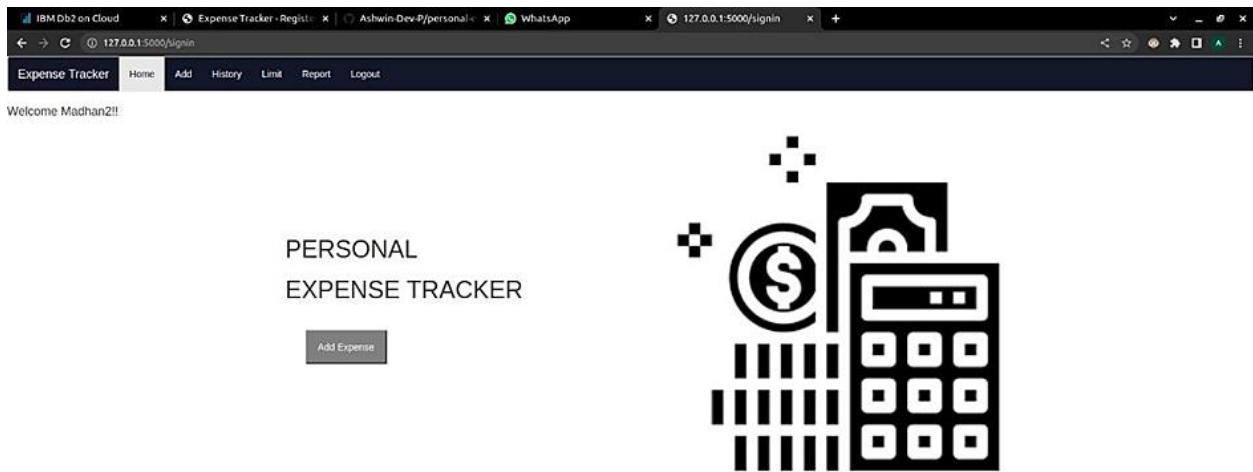 IBM Db2 on Cloud Expense Tracker - Registe Ashwin-Dev-P/personal-e WhatsApp 127.0.0.1:5000/signin
127.0.0.1:5000/signin
Expense Tracker Home Add History Limit Report Logout
Welcome Madhan2!!
PERSONAL
EXPENSE TRACKER
Add Expense
$